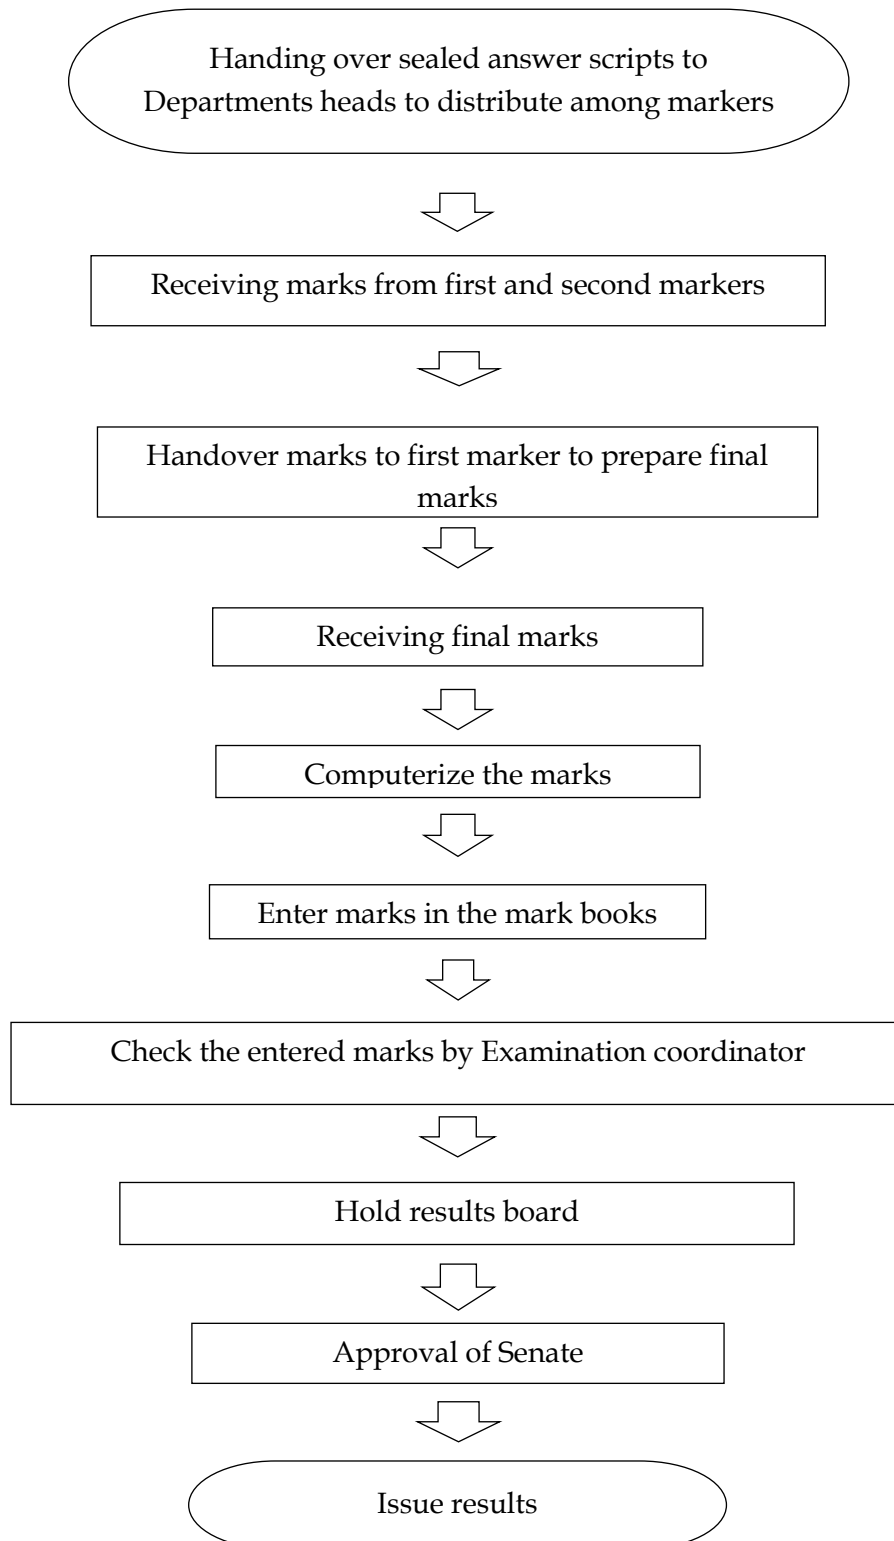 Handing over sealed answer scripts to
Departments heads to distribute among markers
Receiving marks from first and second markers
Handover marks to first marker to prepare final
marks
Receiving final marks
Computerize the marks
Enter marks in the mark books
Check the entered marks by Examination coordinator
Hold results board
Approval of Senate
Issue results